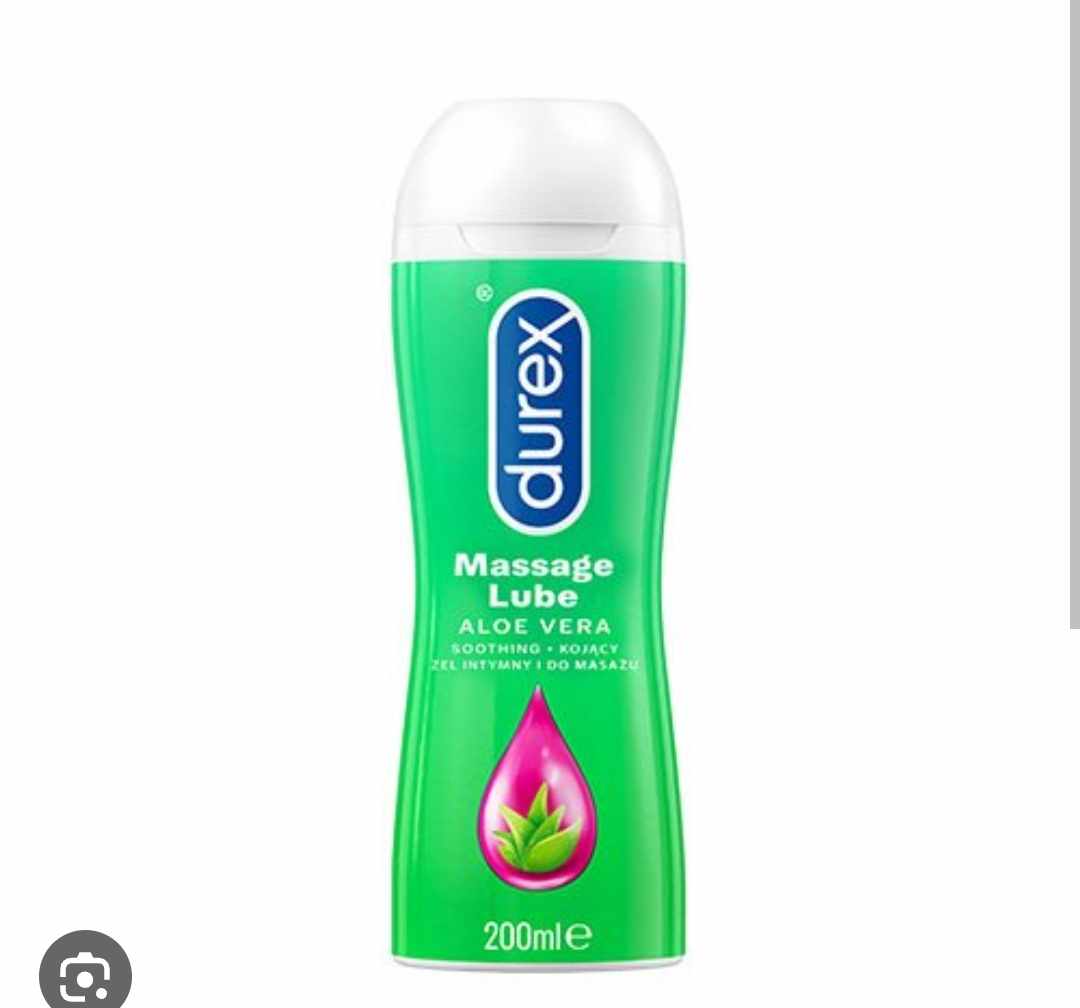 ®
durex
Massage
Lube
ALOE VERA
SOOTHING • KOJĄCY
ŻEL INTYMNY I DO MASAŻU
200ml℮